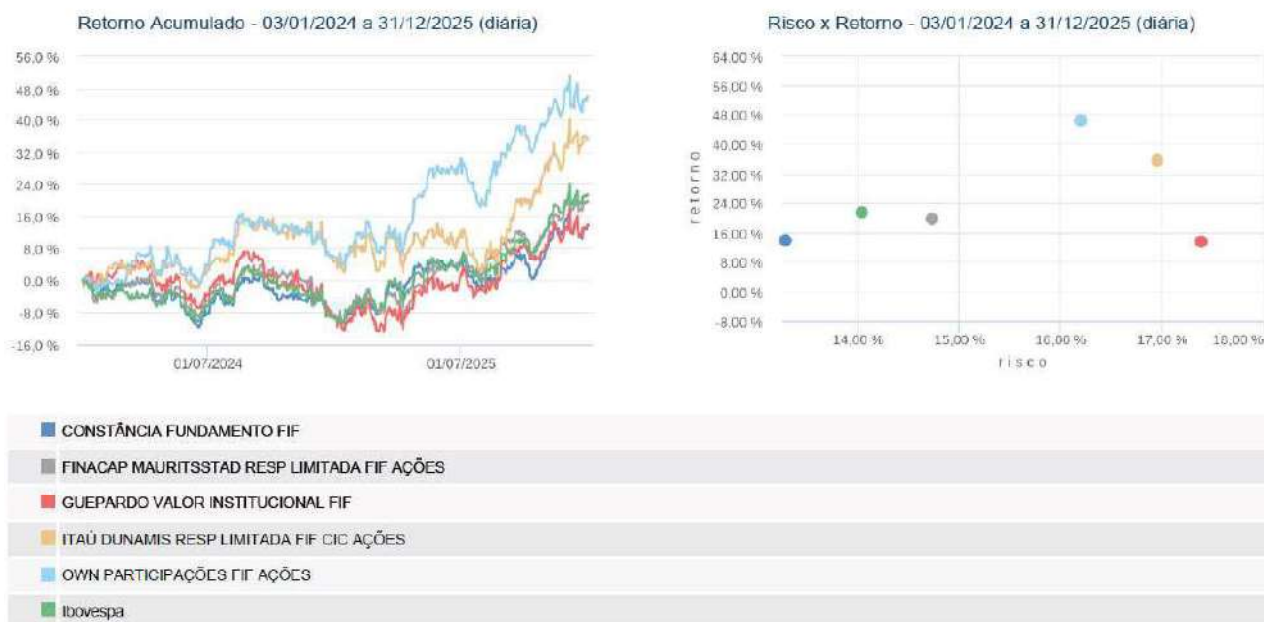 Retorno Acumulado - 03/01/2024 a 31/12/2025 (diária)
56,0 %
48,0 %
40,0 %
32,0 %
24,0 %
16,0 %
8,0 %
0,0 %
-8,0 %
-16,0 %
01/07/2024
01/07/2025
Risco x Retorno - 03/01/2024 a 31/12/2025 (diária)
64,00 %
56,00 %
48,00 %
40,00 %
32,00 %
24,00 %
16,00 %
8,00 %
0,00 %
-8,00 %
retorno
14,00 %
15,00 %
16,00 %
17,00 %
18,00 %
risco
CONSTÂNCIA FUNDAMENTO FIF
FINACAP MAURITSSTAD RESP LIMITADA FIF AÇÕES
GUEPARDO VALOR INSTITUCIONAL FIF
ITAÚ DUNAMIS RESP LIMITADA FIF CIC AÇÕES
OWN PARTICIPAÇÕES FIF AÇÕES
Ibovespa